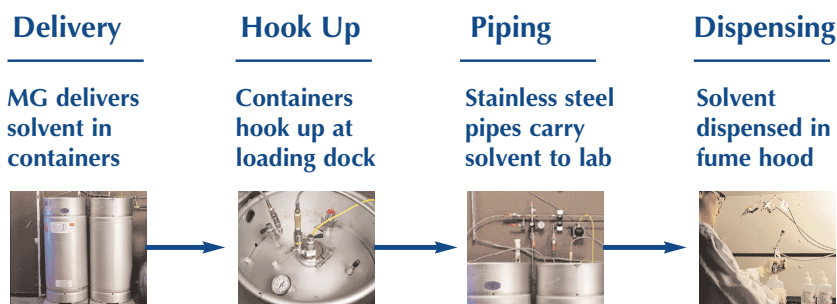 Delivery
MG delivers
solvent in
containers
Hook Up
Containers
hook up at
loading dock
Piping
Stainless steel
pipes carry
solvent to lab
Dispensing
Solvent
dispensed in
fume hood